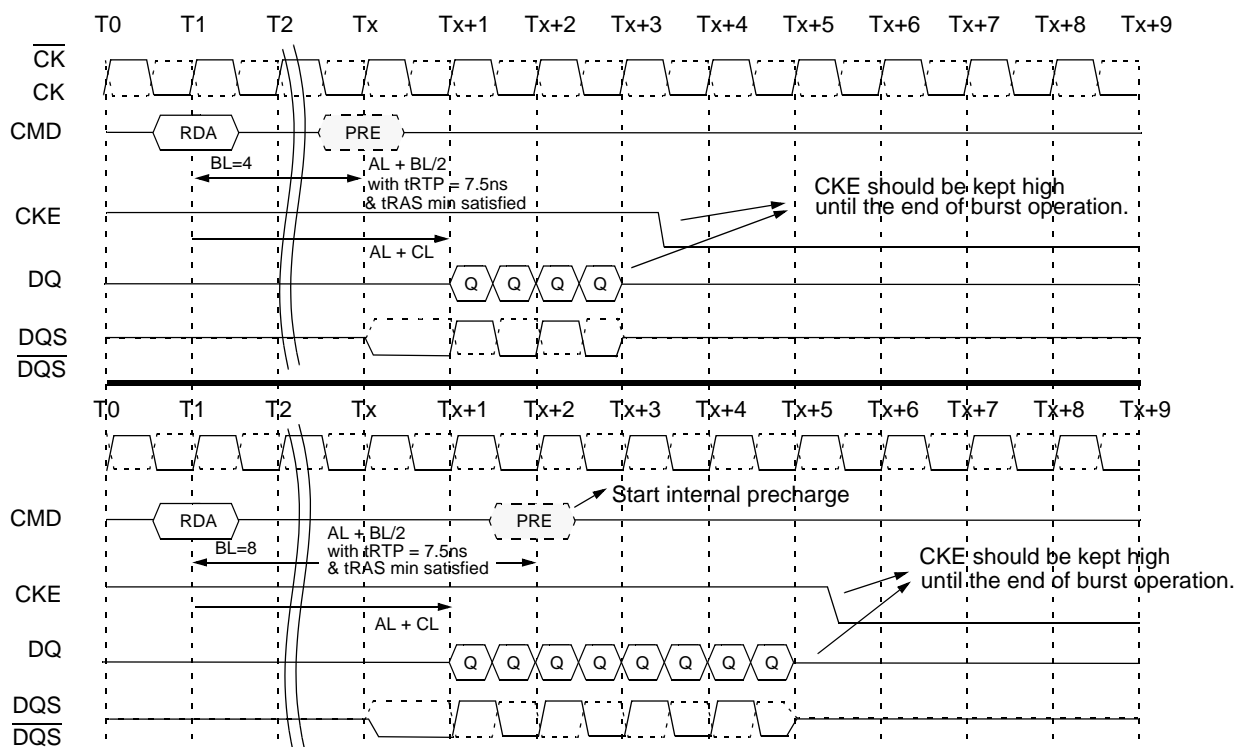 T0 T1 T2 Tx Tx+1 Tx+2 Tx+3 Tx+4 Tx+5 Tx+6 Tx+7 Tx+8 Tx+9
CK
CK
CMD RDA PRE
BL=4 AL + BL/2
with tRTP = 7.5ns
& tRAS min satisfied
CKE should be kept high
until the end of burst operation.
CKE
AL + CL
DQ Q Q Q Q
DQS
DQS
T0 T1 T2 Tx Tx+1 Tx+2 Tx+3 Tx+4 Tx+5 Tx+6 Tx+7 Tx+8 Tx+9
Start internal precharge
CMD RDA PRE
BL=8 AL + BL/2
with tRTP = 7.5ns
& tRAS min satisfied
CKE should be kept high
until the end of burst operation.
CKE
AL + CL
DQ Q Q Q Q Q Q Q Q
DQS
DQS